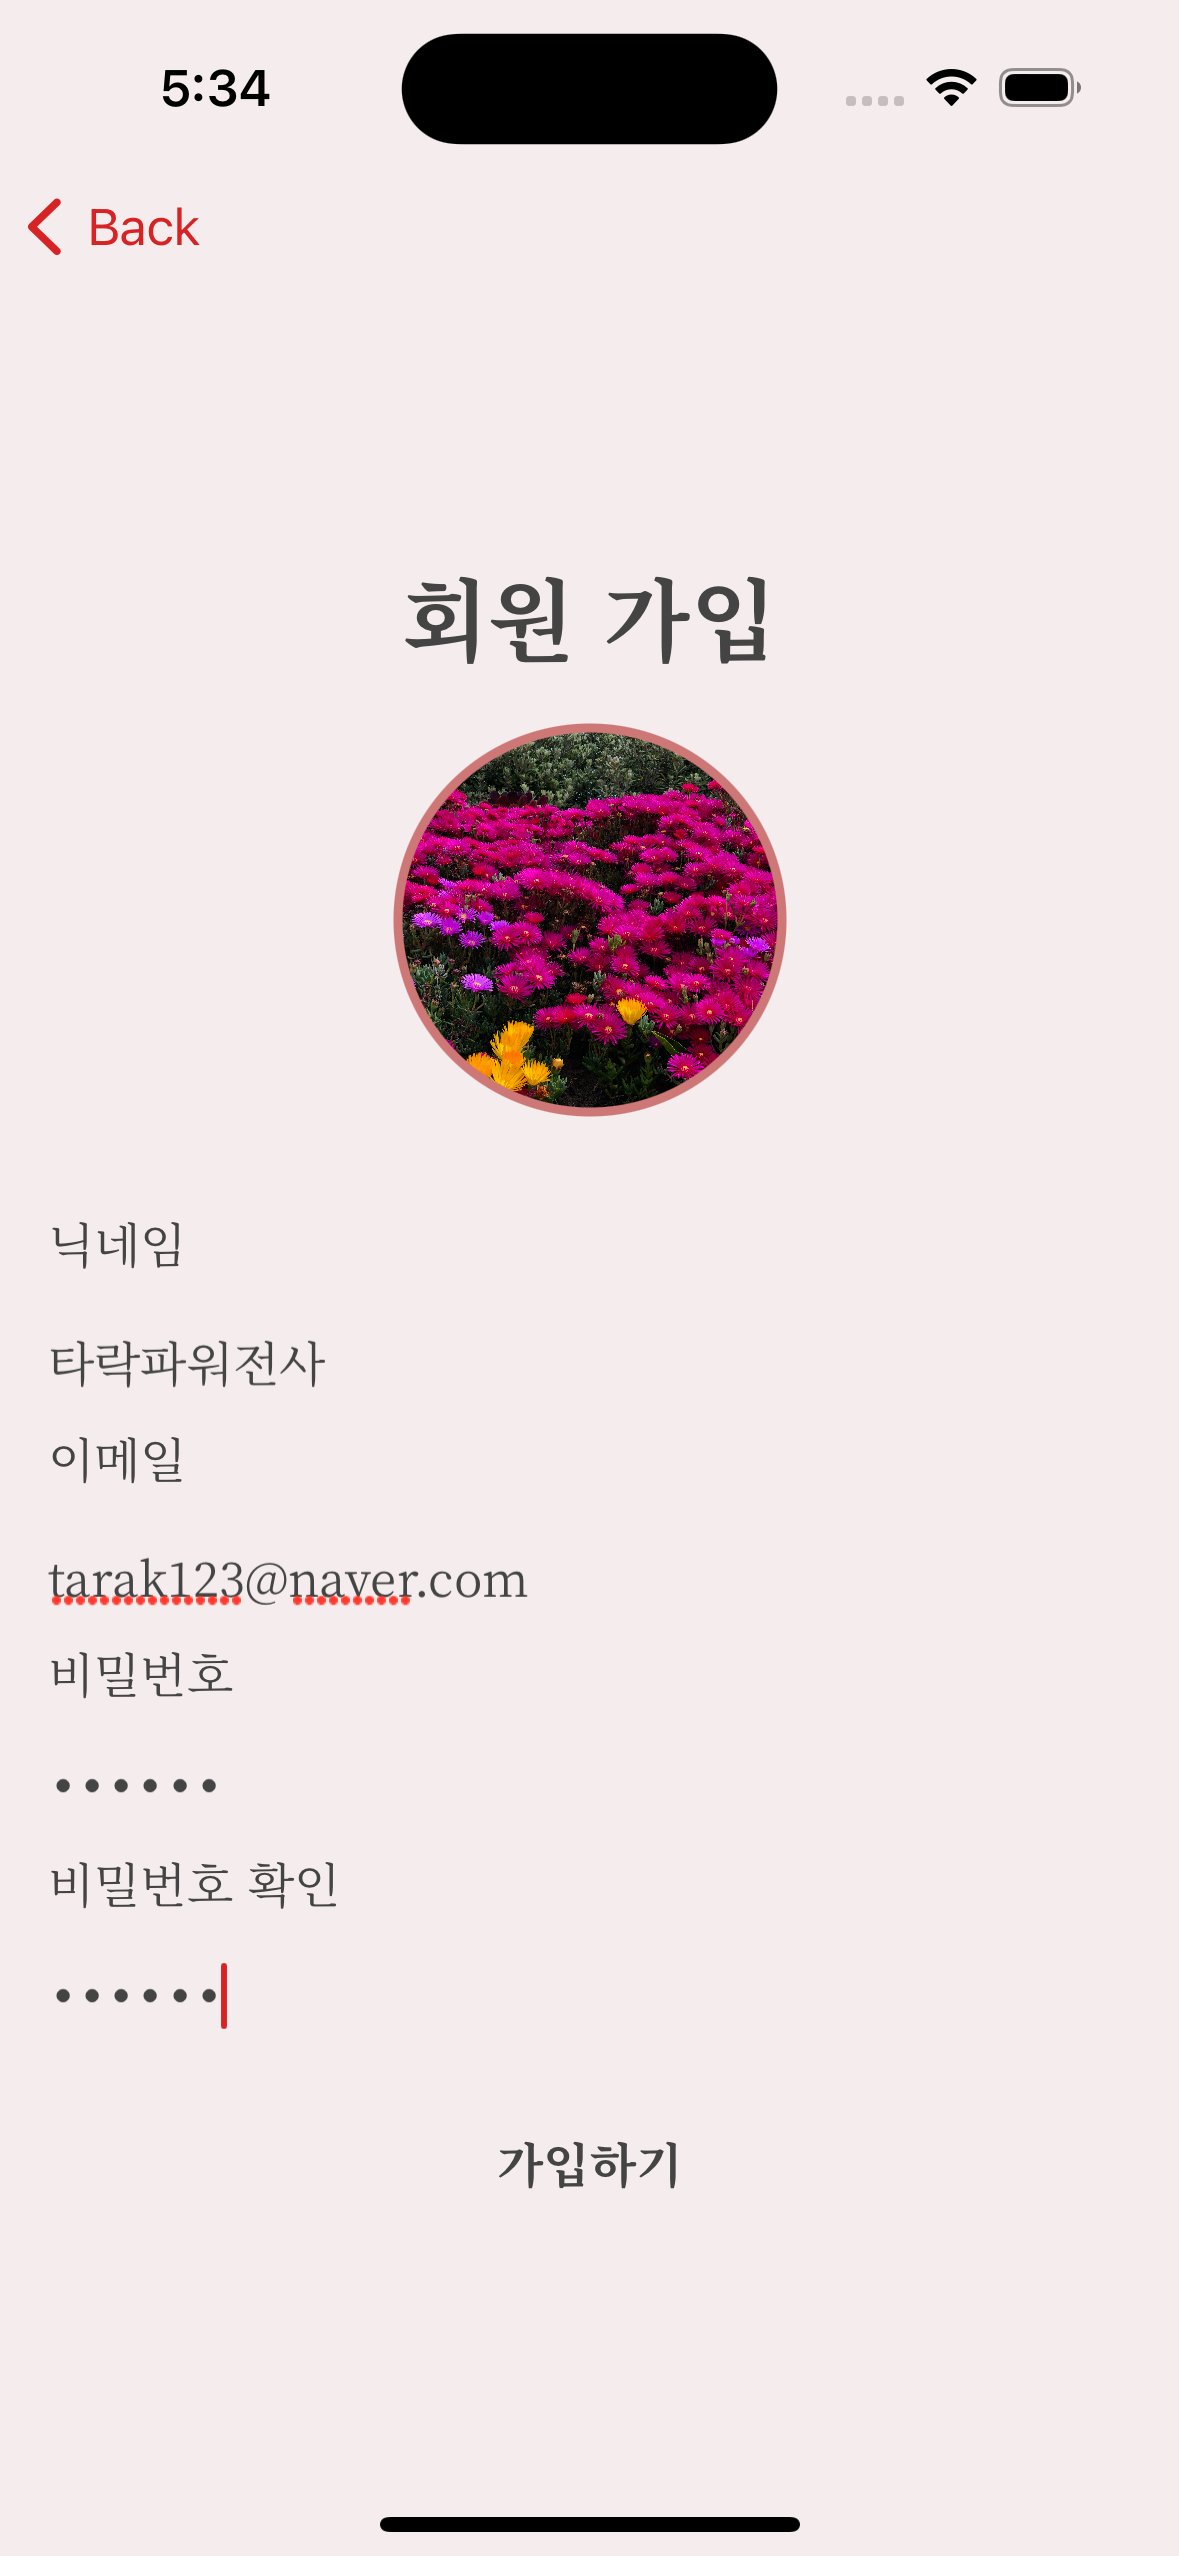 5:34
Back
회원 가입
닉네임
타락파워전사
이메일
tarak123@naver.com
비밀번호
••••••
비밀번호 확인
••••••
가입하기